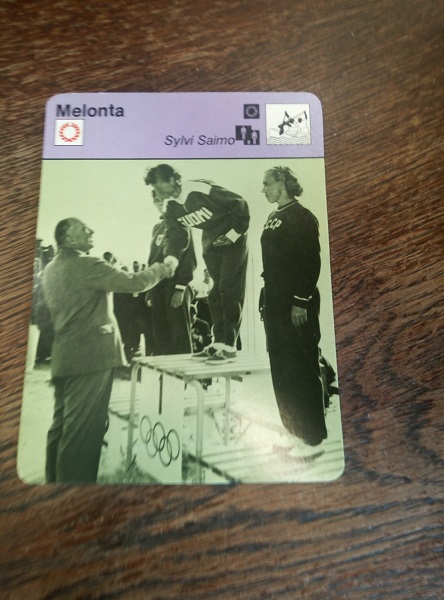 Melonta
Sylvi Saimo
SUOMI
CCCP